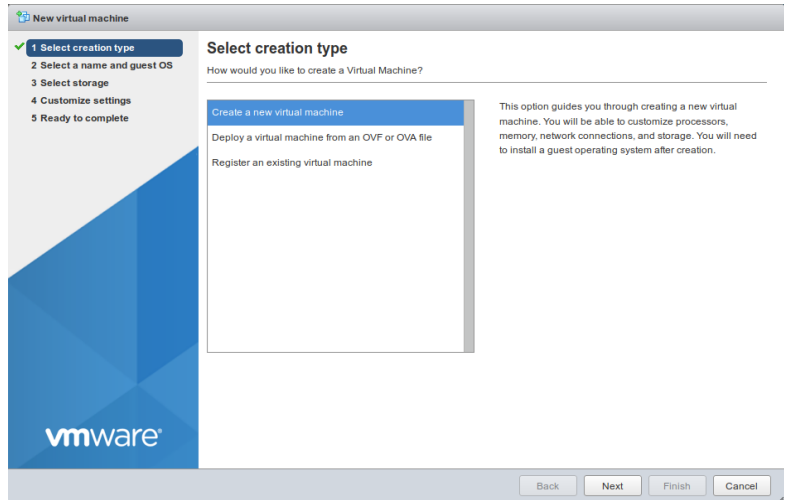 New virtual machine
1 Select creation type
2 Select a name and guest OS
3 Select storage
4 Customize settings
5 Ready to complete
vmware®
Select creation type
How would you like to create a Virtual Machine?
Create a new virtual machine
Deploy a virtual machine from an OVF or OVA file
Register an existing virtual machine
This option guides you through creating a new virtual
machine. You will be able to customize processors,
memory, network connections, and storage. You will need
to install a guest operating system after creation.
Back Next Finish Cancel